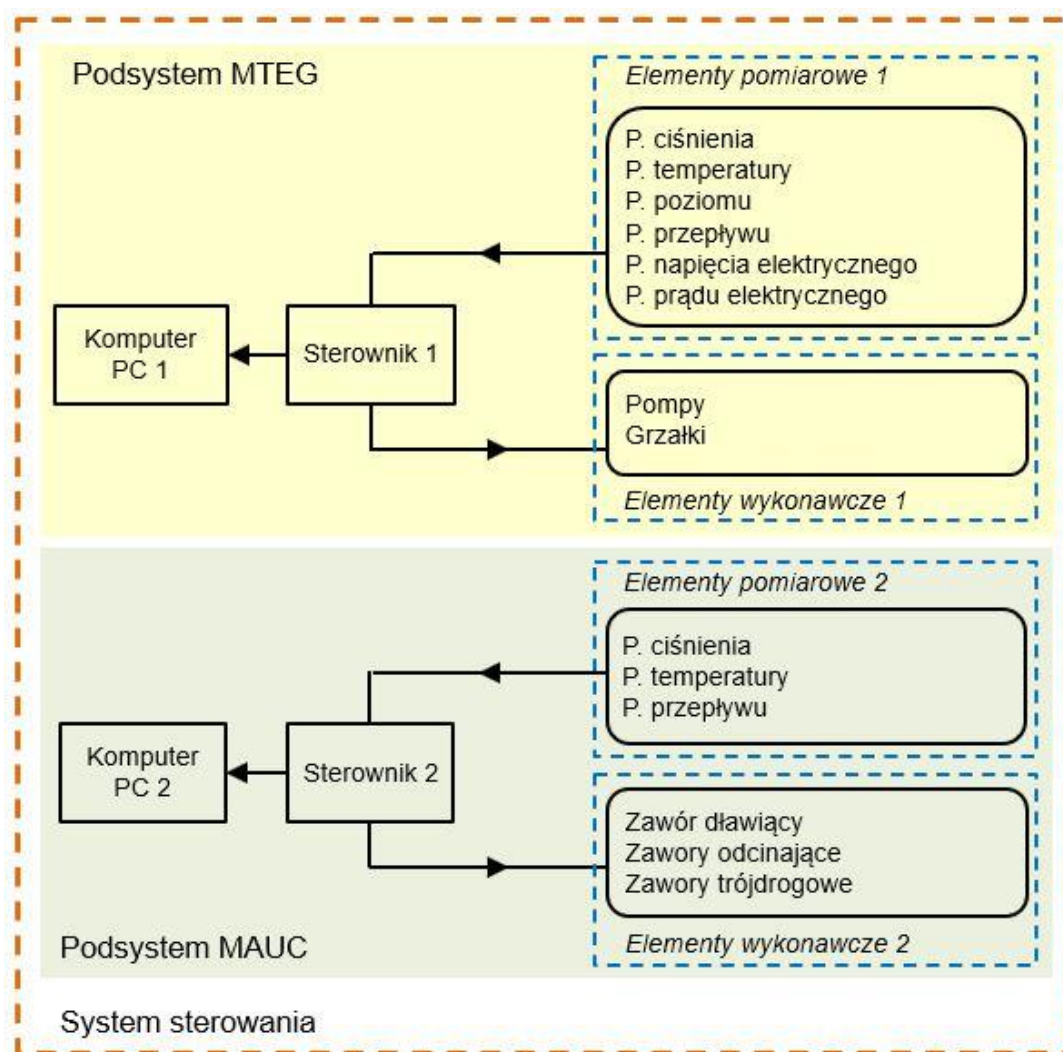 Podsystem MTEG
Elementy pomiarowe 1
P. ciśnienia
P. temperatury
P. poziomu
P. przepływu
P. napięcia elektrycznego
P. prądu elektrycznego
Komputer
PC 1
Sterownik 1
Pompy
Grzałki
Elementy wykonawcze 1
Elementy pomiarowe 2
P. ciśnienia
P. temperatury
P. przepływu
Komputer
PC 2
Sterownik 2
Zawór dławiący
Zawory odcinające
Zawory trójdrogowe
Elementy wykonawcze 2
Podsystem MAUC
System sterowania